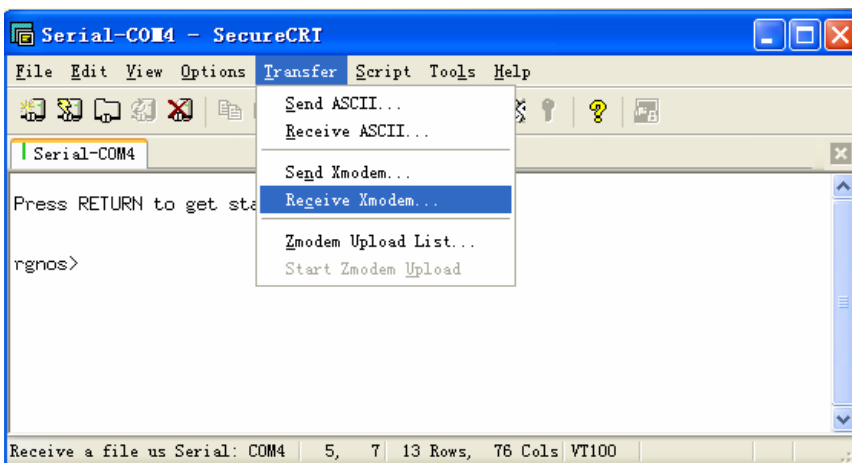 Serial-COM4 - SecureCRT
File Edit View Options Transfer Script Tools Help
Send ASCII...
Receive ASCII...
Serial-COM4
Send Xmodem...
Press RETURN to get sta
Receive Xmodem...
Zmodem Upload List...
rgnos>
Start Zmodem Upload
Receive a file us Serial: COM4 5, 7 13 Rows, 76 Cols VT100